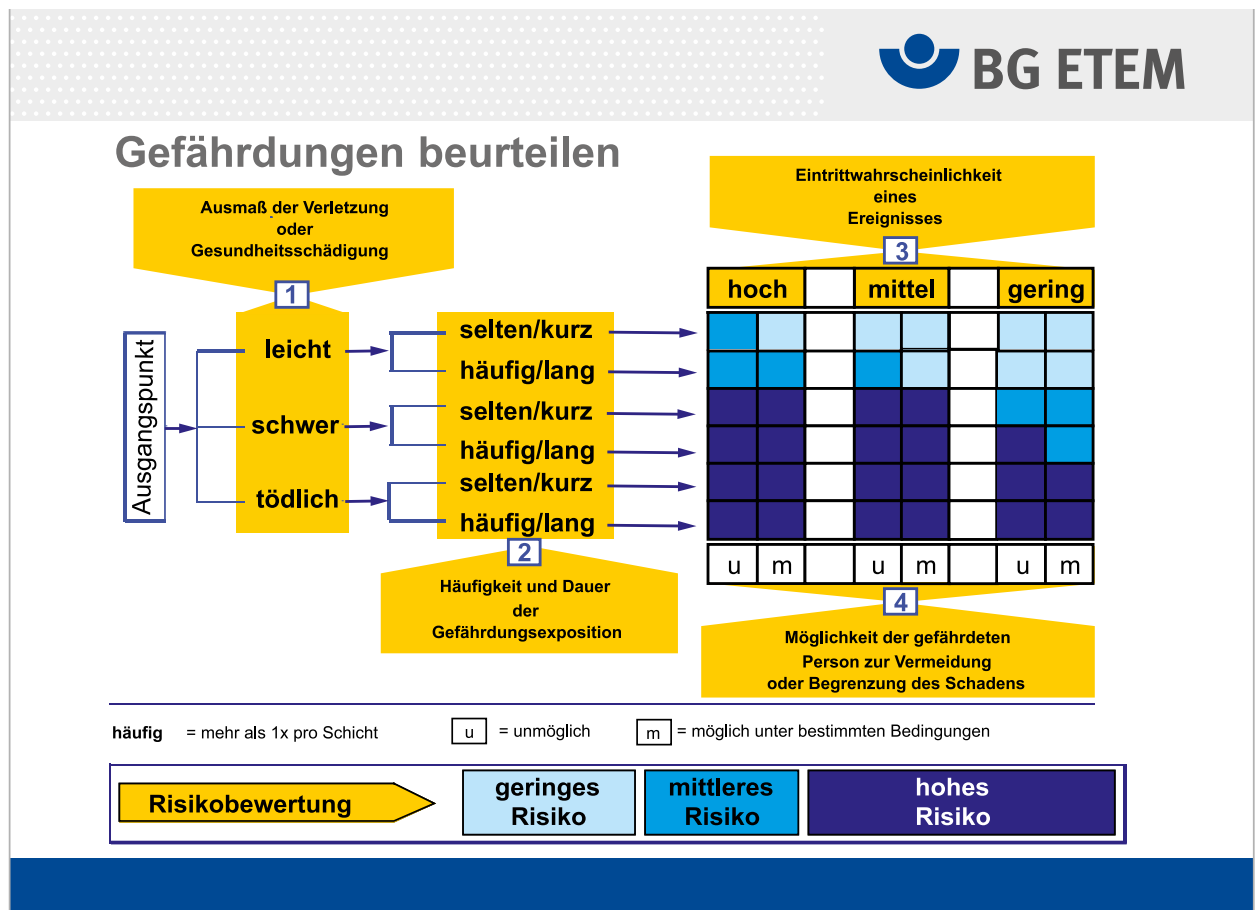 BG ETEM
Gefährdungen beurteilen
Ausmaß der Verletzung
oder
Gesundheitsschädigung
1
Eintrittwahrscheinlichkeit
eines
Ereignisses
3
hoch mittel gering
Ausgangspunkt
leicht
schwer
tödlich
selten/kurz
häufig/lang
selten/kurz
häufig/lang
selten/kurz
häufig/lang
2
Häufigkeit und Dauer
der
Gefährdungsexposition
u m u m u m
4
Möglichkeit der gefährdeten
Person zur Vermeidung
oder Begrenzung des Schadens
häufig = mehr als 1x pro Schicht u = unmöglich m = möglich unter bestimmten Bedingungen
Risikobewertung
geringes
Risiko
mittleres
Risiko
hohes
Risiko